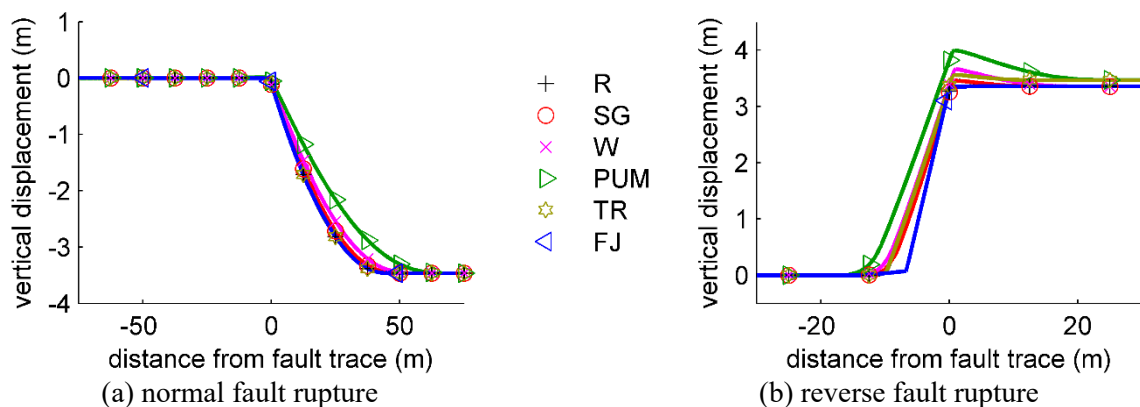 1
0
-1
-2
-3
-4
vertical displacement (m)
-50
0
50
distance from fault trace (m)
(a) normal fault rupture
R
SG
W
PUM
TR
FJ
4
3
2
1
0
vertical displacement (m)
-20
0
20
distance from fault trace (m)
(b) reverse fault rupture